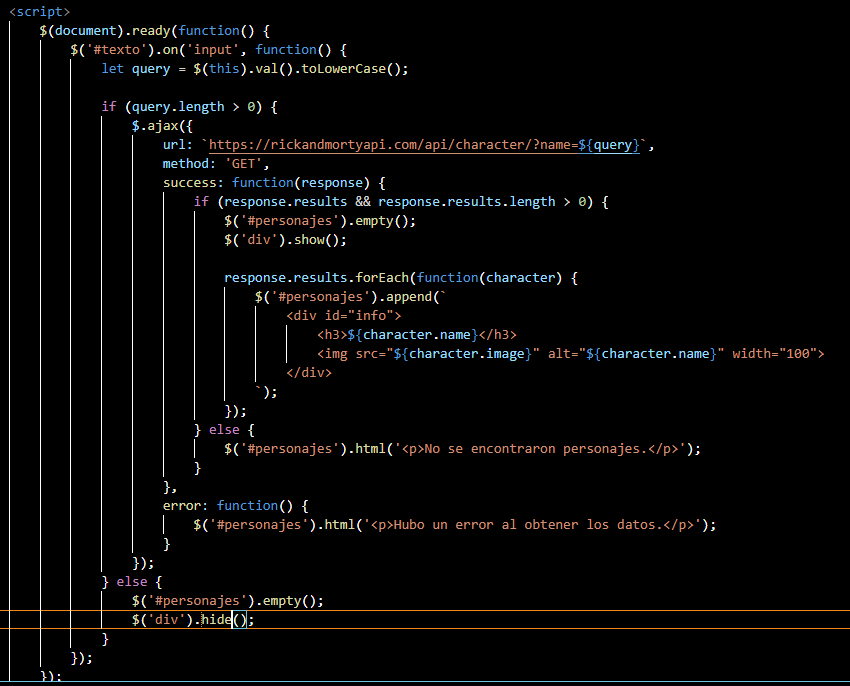 <script>
$(document).ready(function() {
$('#texto').on('input', function() {
let query = $(this).val().toLowerCase();
if (query.length > 0) {
$.ajax({
url: `https://rickandmortyapi.com/api/character/?name=${query}`,
method: 'GET',
success: function(response) {
if (response.results && response.results.length > 0) {
$('#personajes').empty();
$('div').show();
response.results.forEach(function(character) {
$('#personajes').append(`
<div id="info">
<h3>${character.name}</h3>
<img src="${character.image}" alt="${character.name}" width="100">
</div>
`);
});
} else {
$('#personajes').html('<p>No se encontraron personajes.</p>');
}
},
error: function() {
$('#personajes').html('<p>Hubo un error al obtener los datos.</p>');
}
});
} else {
$('#personajes').empty();
$('div').hide();
}
});
});